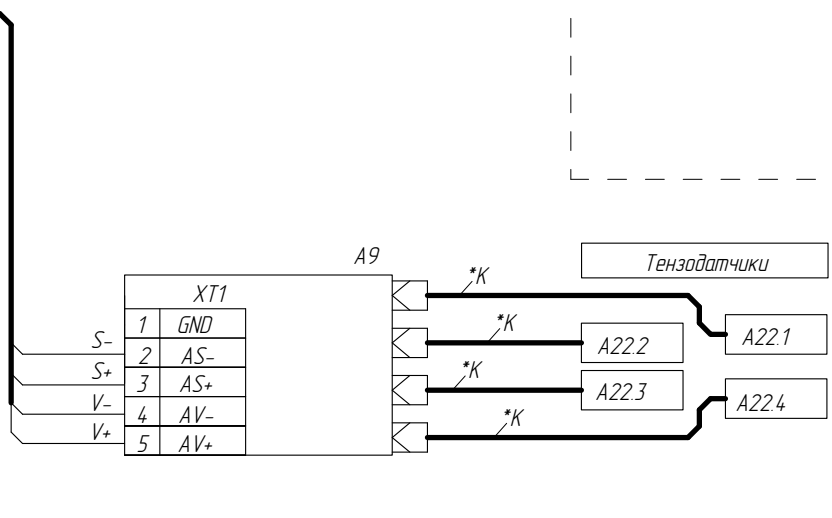 A9
Тензодатчики
*К
XT1
1 GND
*К
A22.1
S-
2 AS-
A22.2
S+
3 AS+
*К
A22.3
V-
4 AV-
*К
A22.4
V+
5 AV+